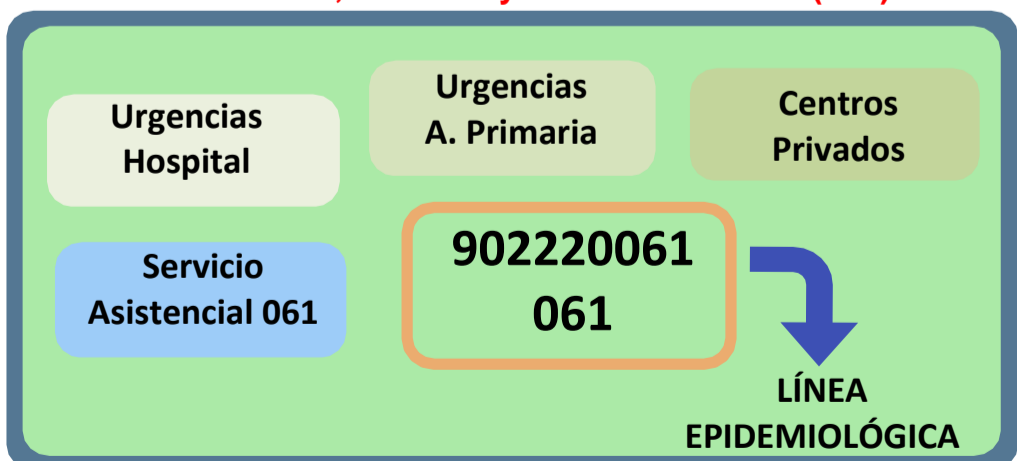 Urgencias
Hospital
Urgencias
A. Primaria
Centros
Privados
Servicio
Asistencial 061
902220061
061
LÍNEA
EPIDEMIOLÓGICA